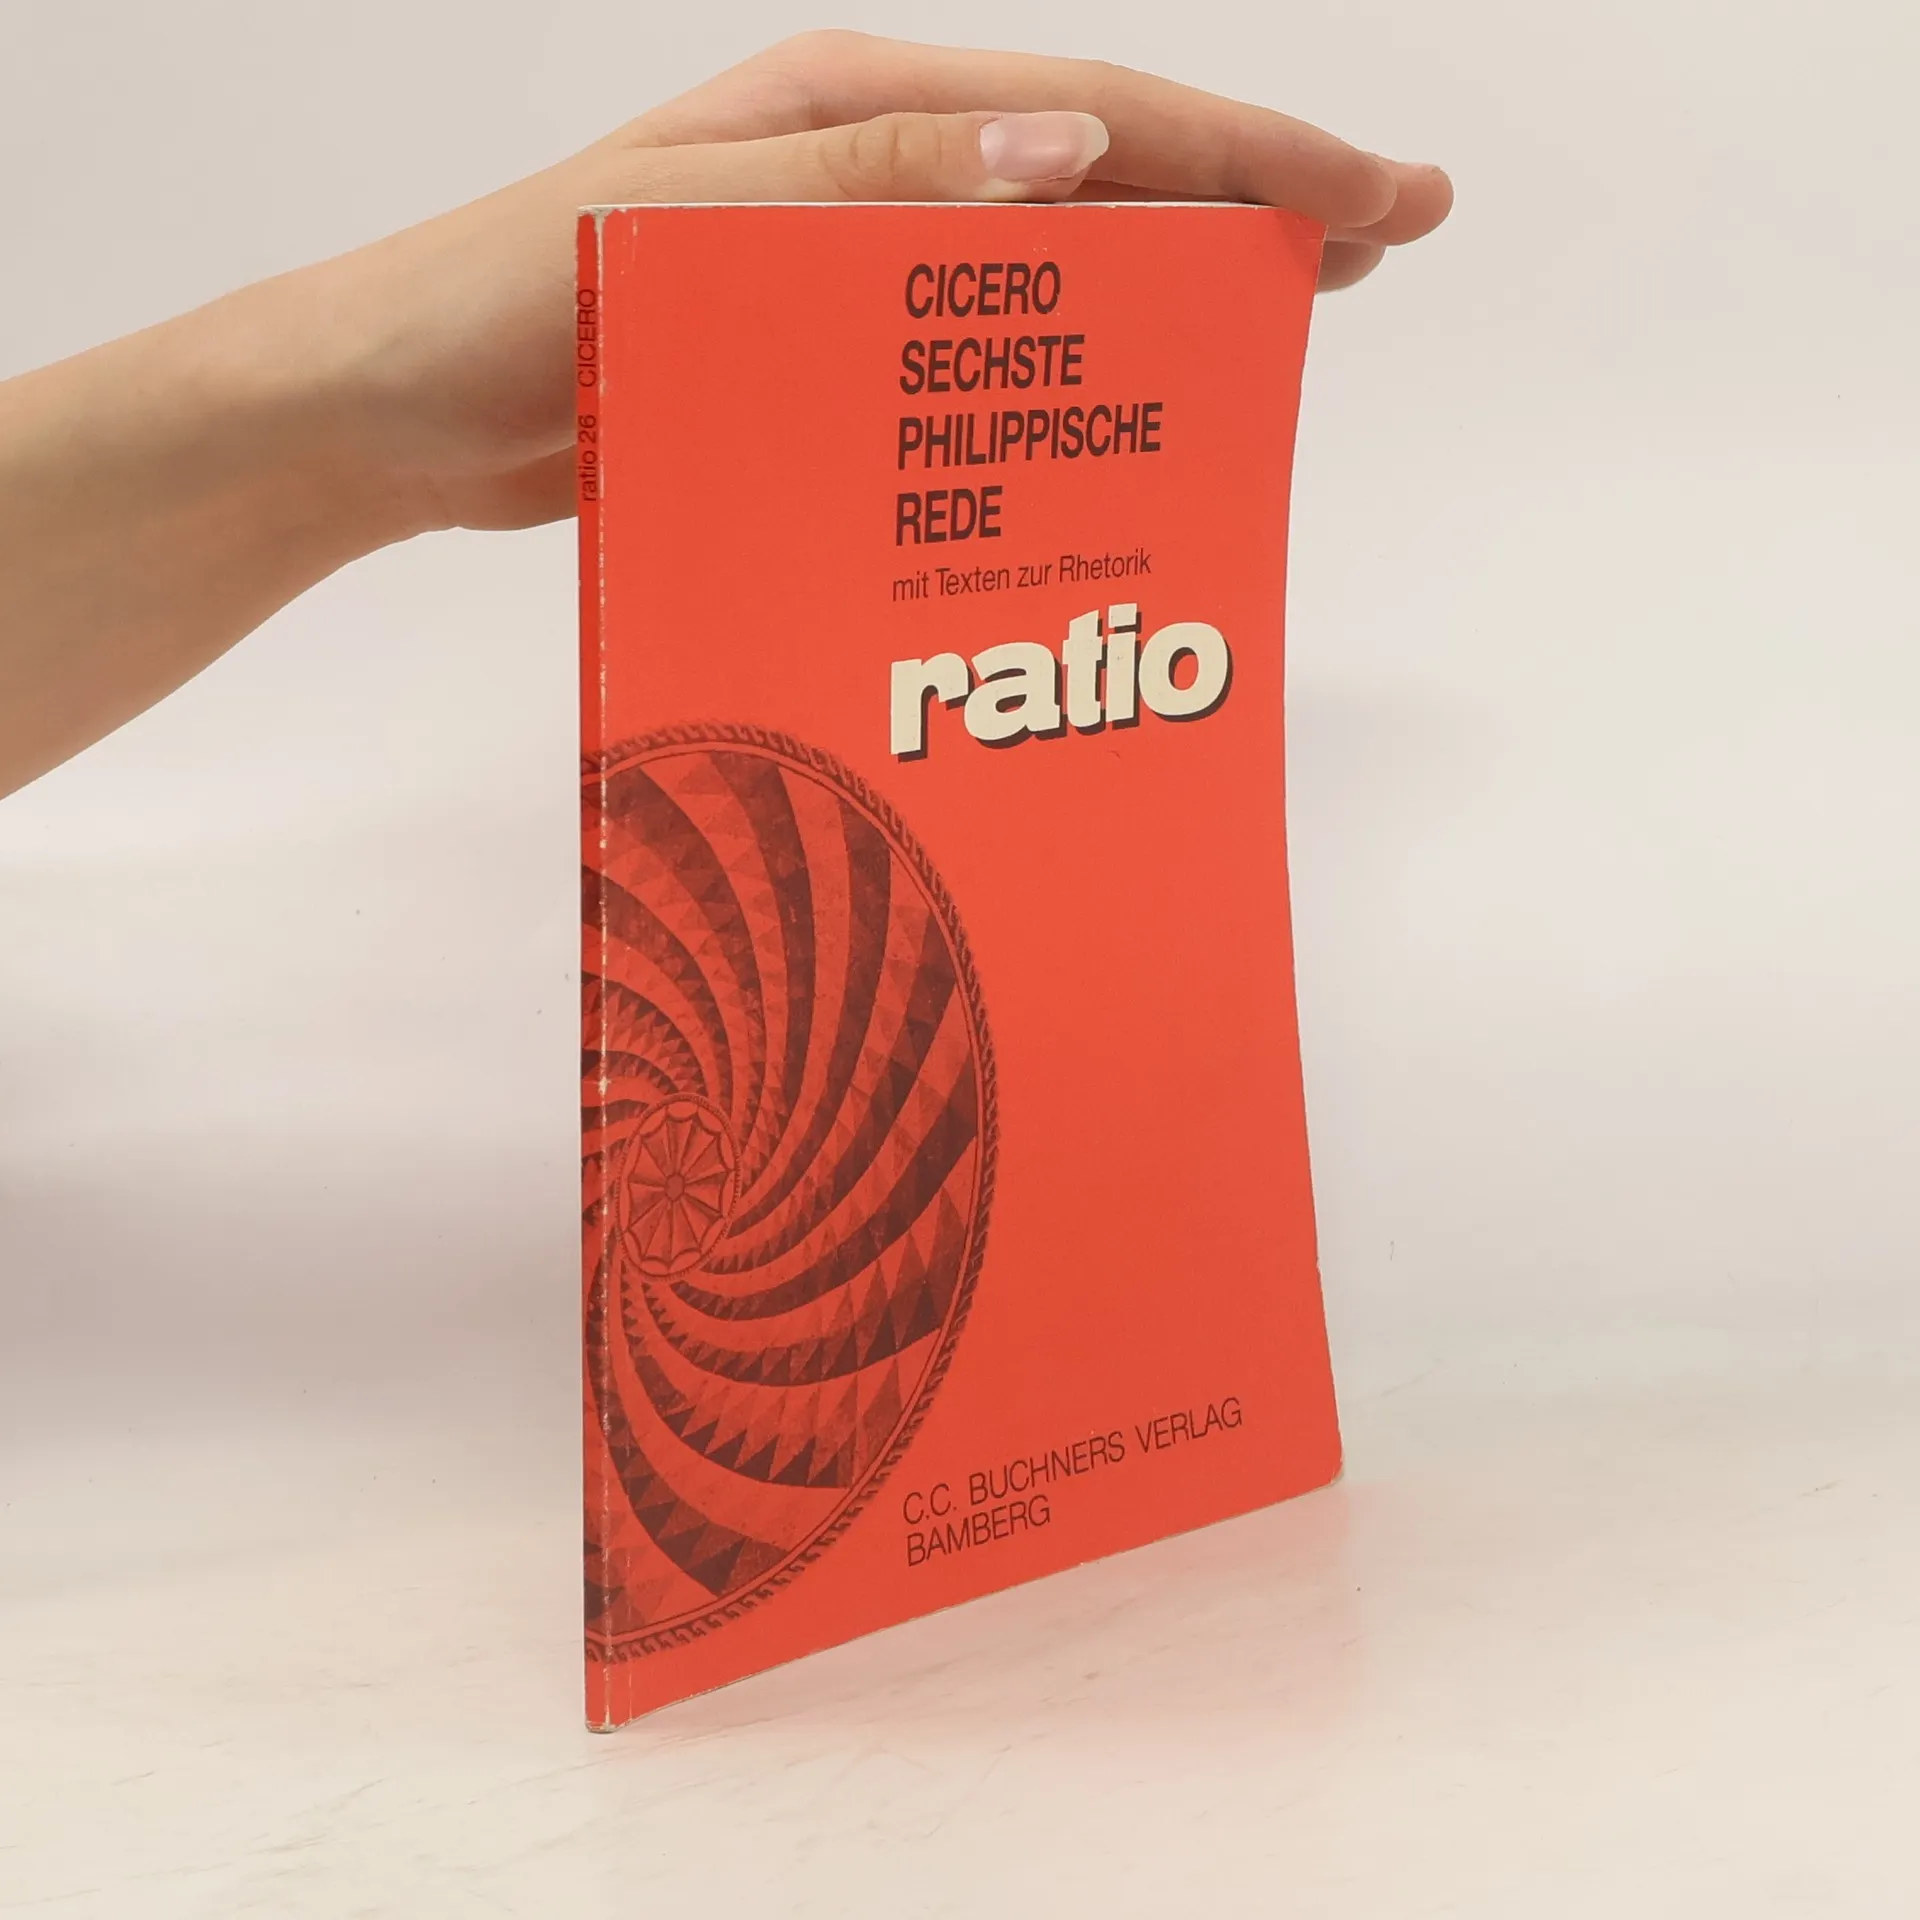 CICERO
SECHSTE
PHILIPPISCHE
REDE
mit Texten zur Rhetorik
ratio
C.C. BUCHNERS VERLAG
BAMBERG
ratio 26 CICERO